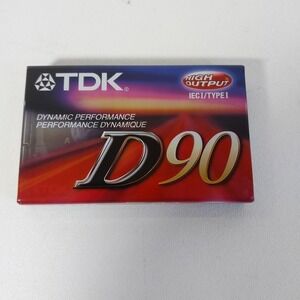 TDK®
HIGH
OUTPUT
IEC I / TYPE I
DYNAMIC PERFORMANCE
PERFORMANCE DYNAMIQUE
D90